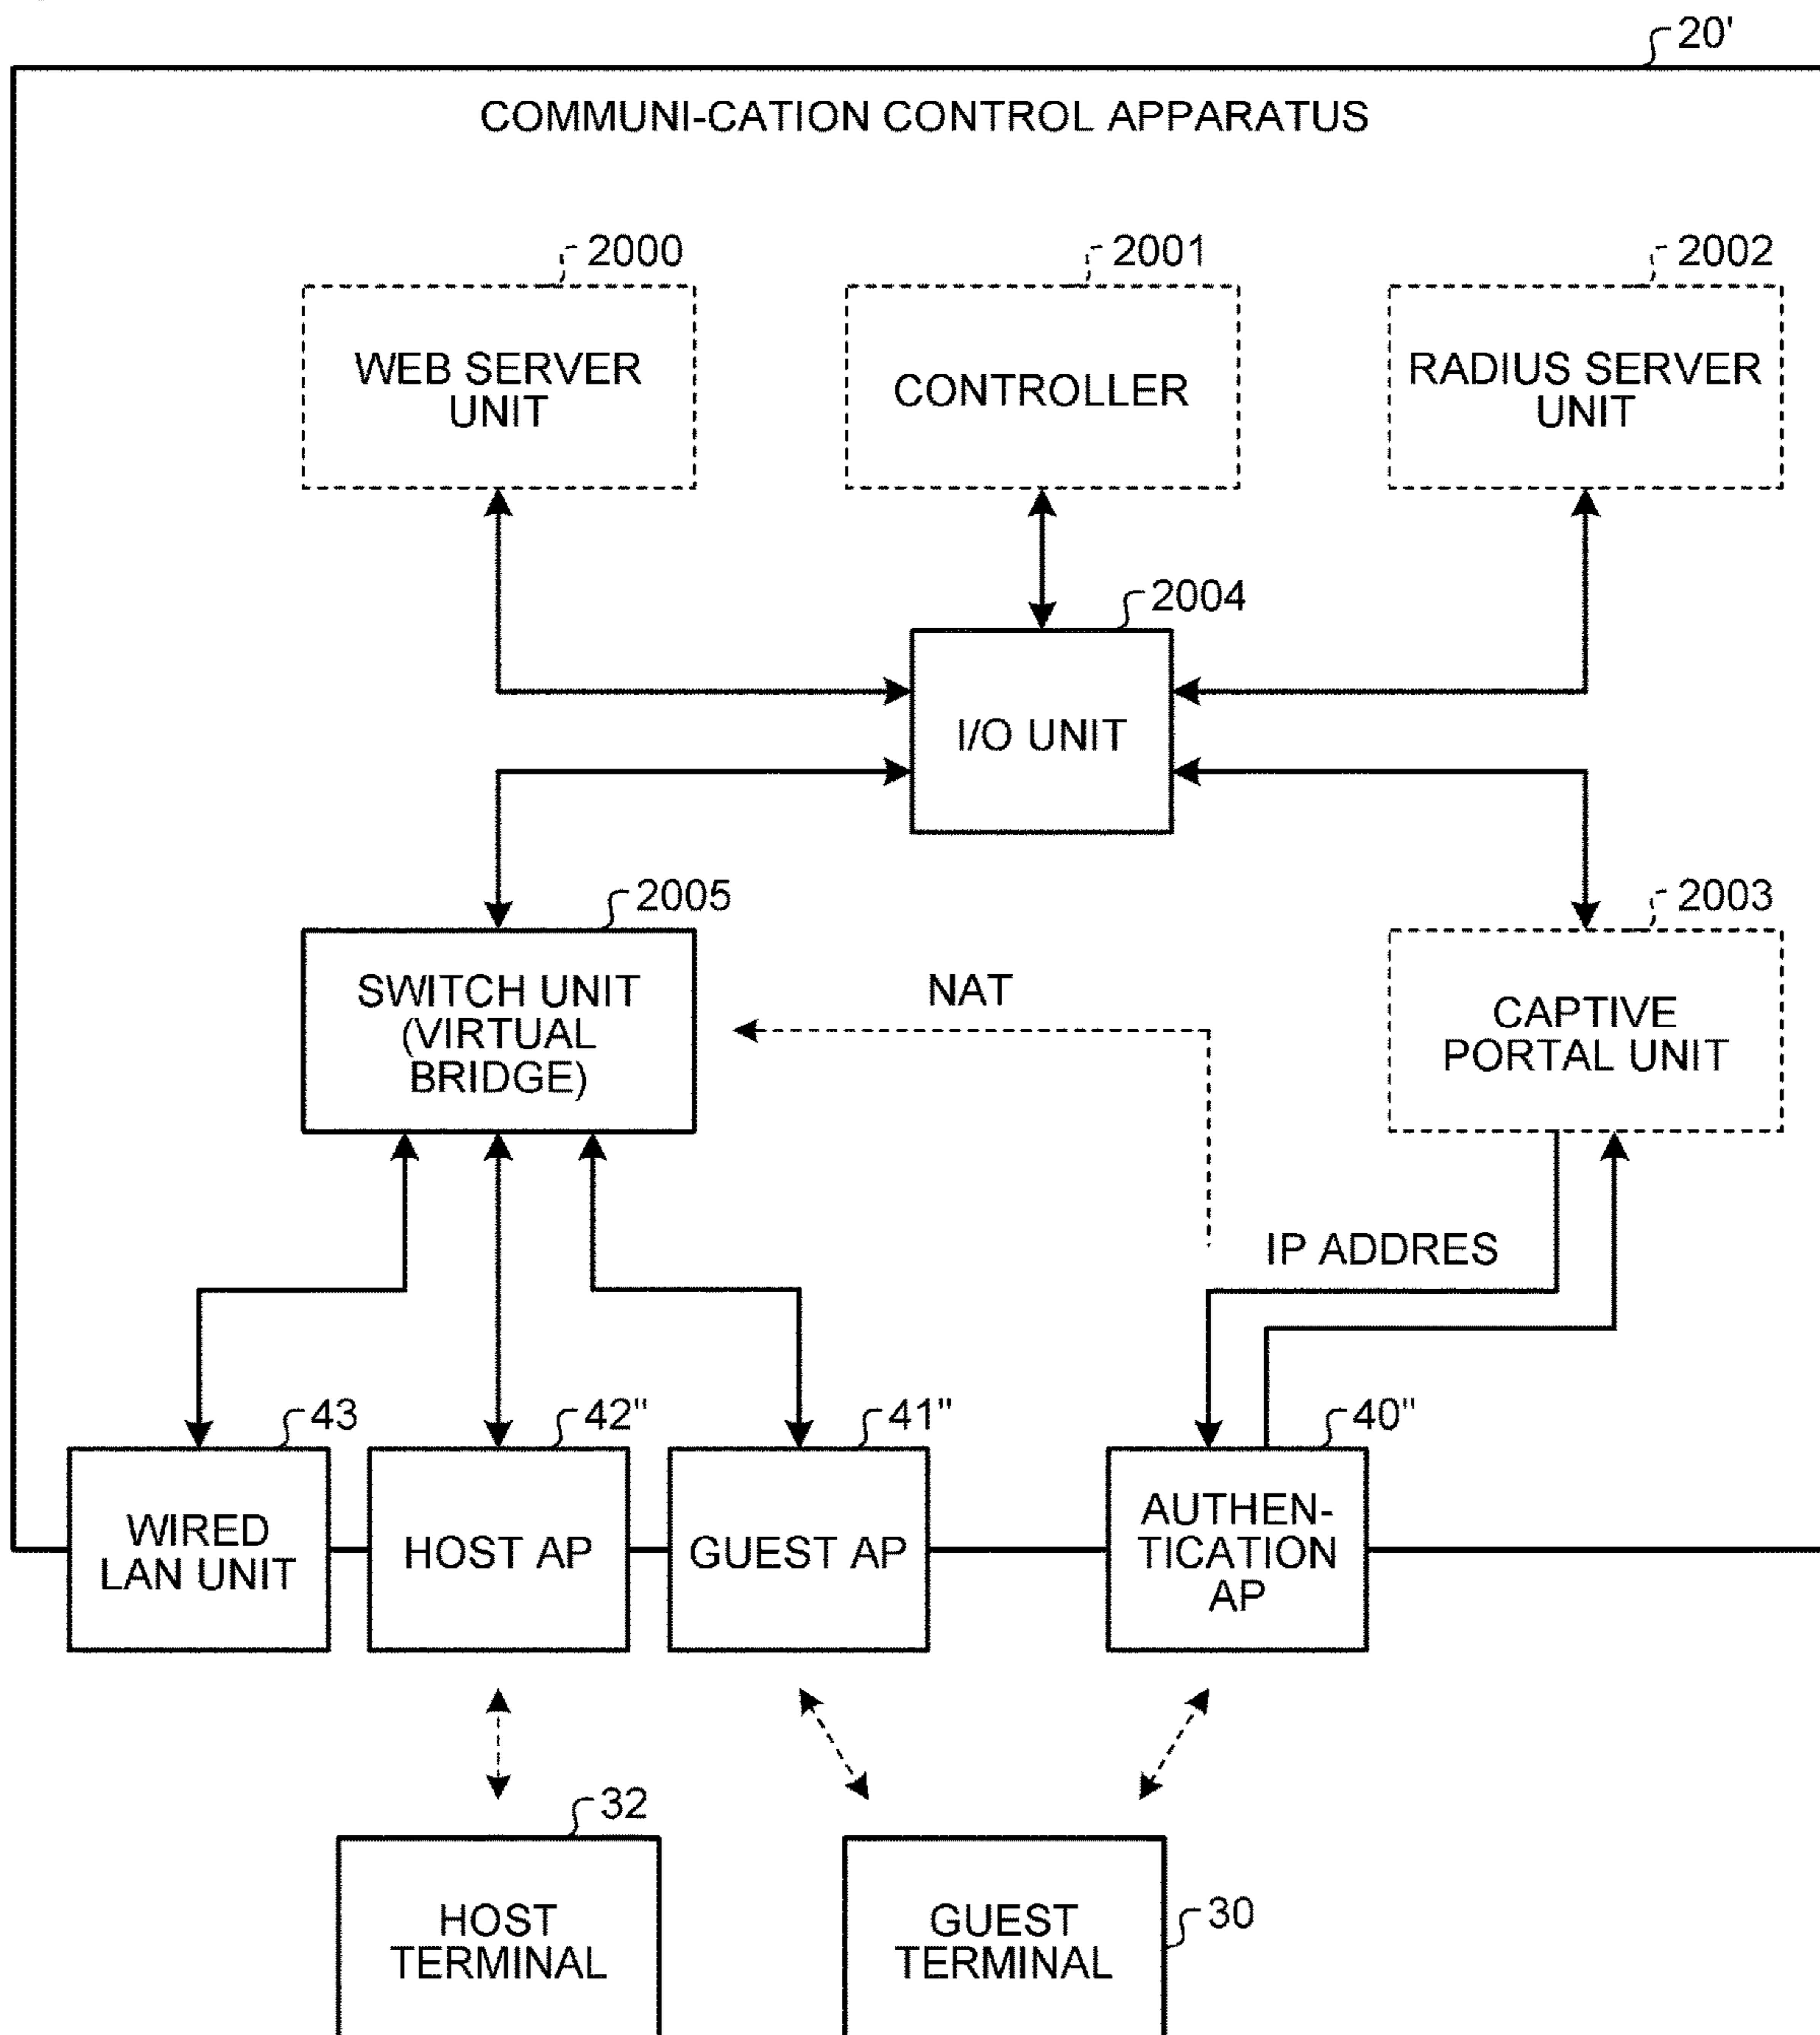 20'
COMMUNI-CATION CONTROL APPARATUS
2000
2001
2002
WEB SERVER
UNIT
CONTROLLER
RADIUS SERVER
UNIT
2004
I/O UNIT
2005
2003
SWITCH UNIT
(VIRTUAL
BRIDGE)
NAT
CAPTIVE
PORTAL UNIT
IP ADDRES
43
42"
41"
40"
WIRED
LAN UNIT
HOST AP
GUEST AP
AUTHEN-
TICATION
AP
32
HOST
TERMINAL
GUEST
TERMINAL
30